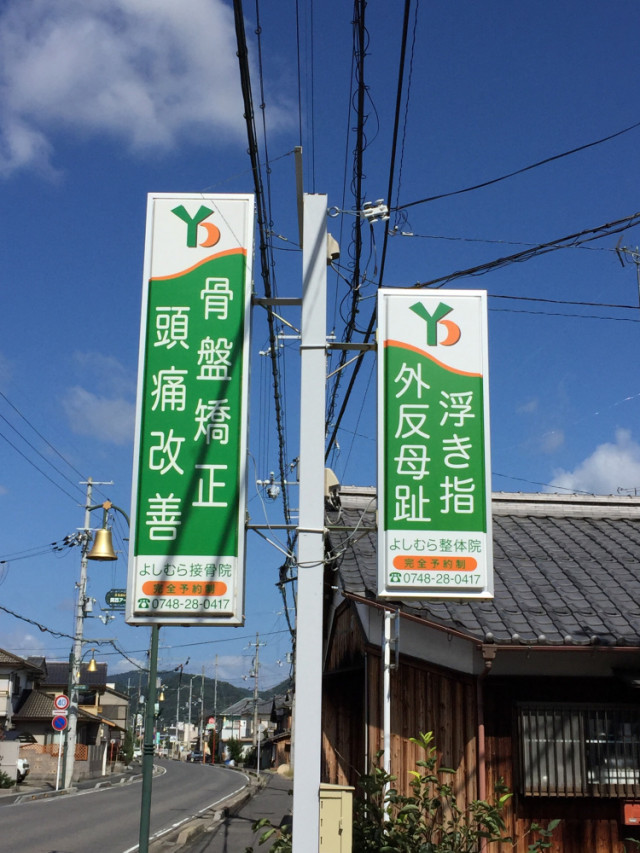 骨盤矯正
頭痛改善
よしむら接骨院
完全予約制
☎0748-28-0417
浮き指
外反母趾
よしむら整体院
完全予約制
☎0748-28-0417
40